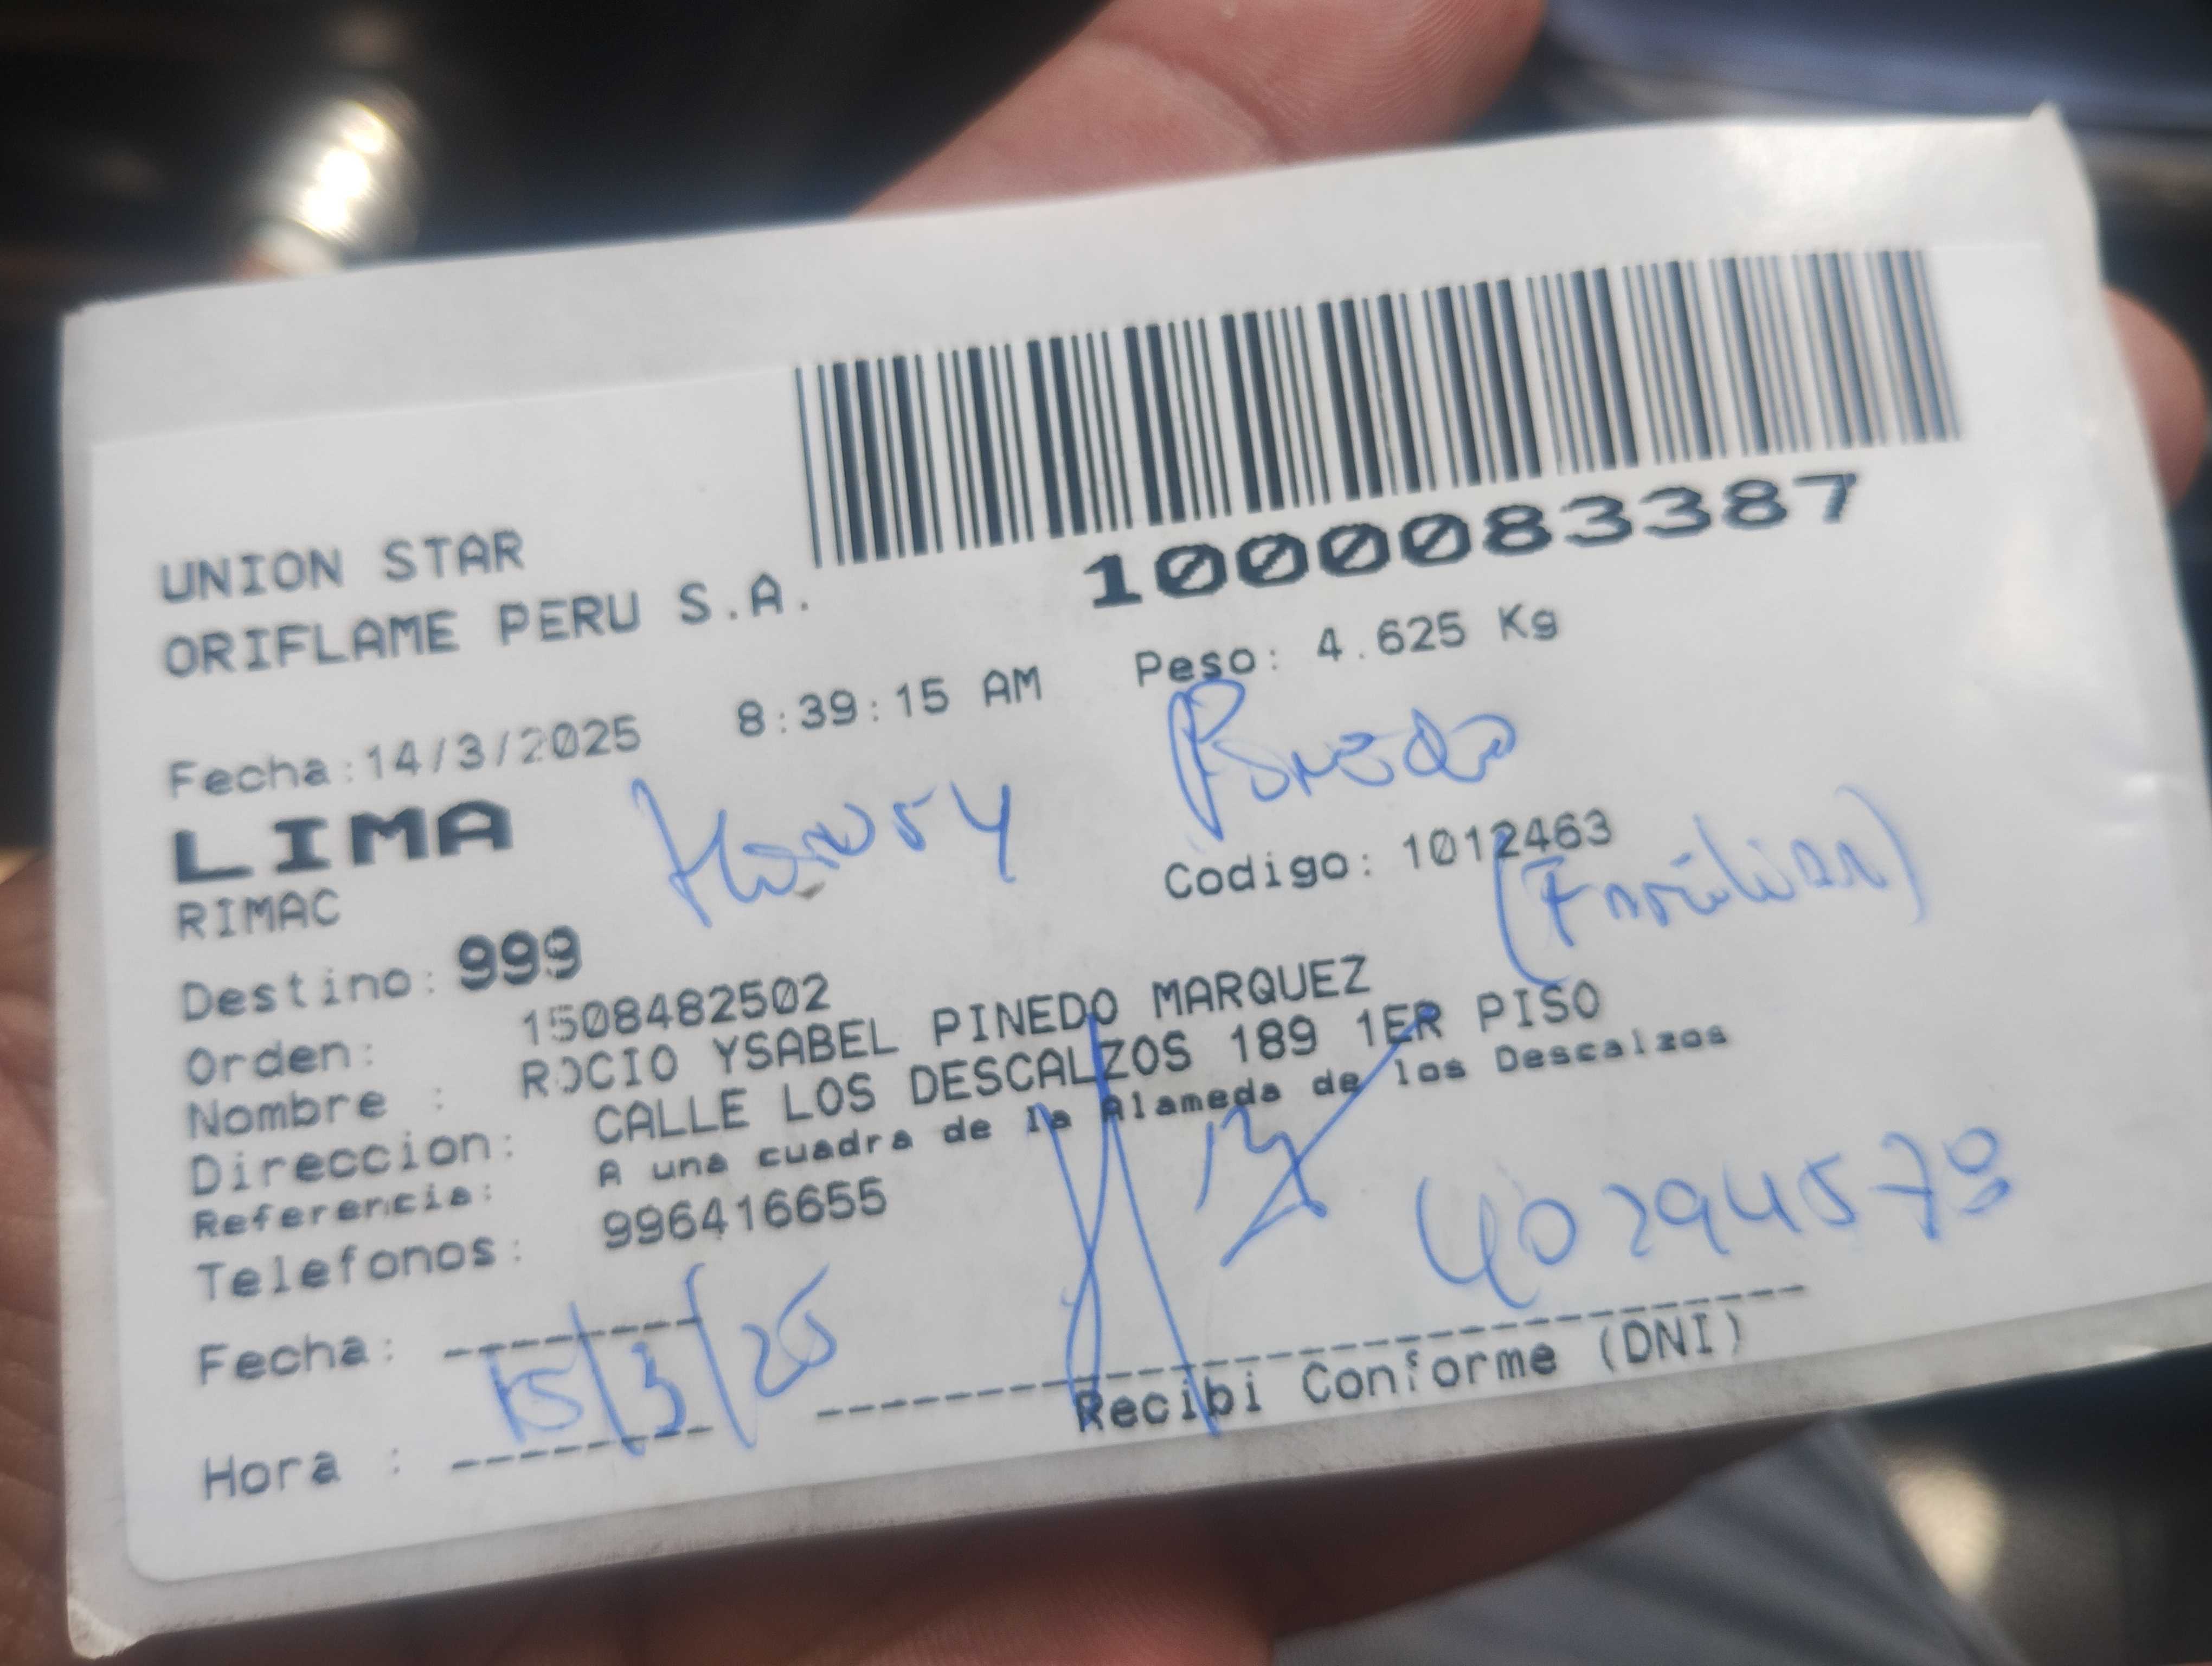 UNION STAR
ORIFLAME PERU S.A.
1000083387
Fecha:14/3/2025 8:39:15 AM Peso: 4.625 Kg
LIMA
Henry Pinedo
RIMAC
Codigo: 1012463
(Familiar)
Destino: 999
Orden: 1508482502
Nombre : ROCIO YSABEL PINEDO MARQUEZ
Direccion: CALLE LOS DESCALZOS 189 1ER PISO
Referencia: A una cuadra de la Alameda de los Descalzos
Telefonos: 996416655
40294578
Fecha: 15/3/25
Recibi Conforme (DNI)
Hora :